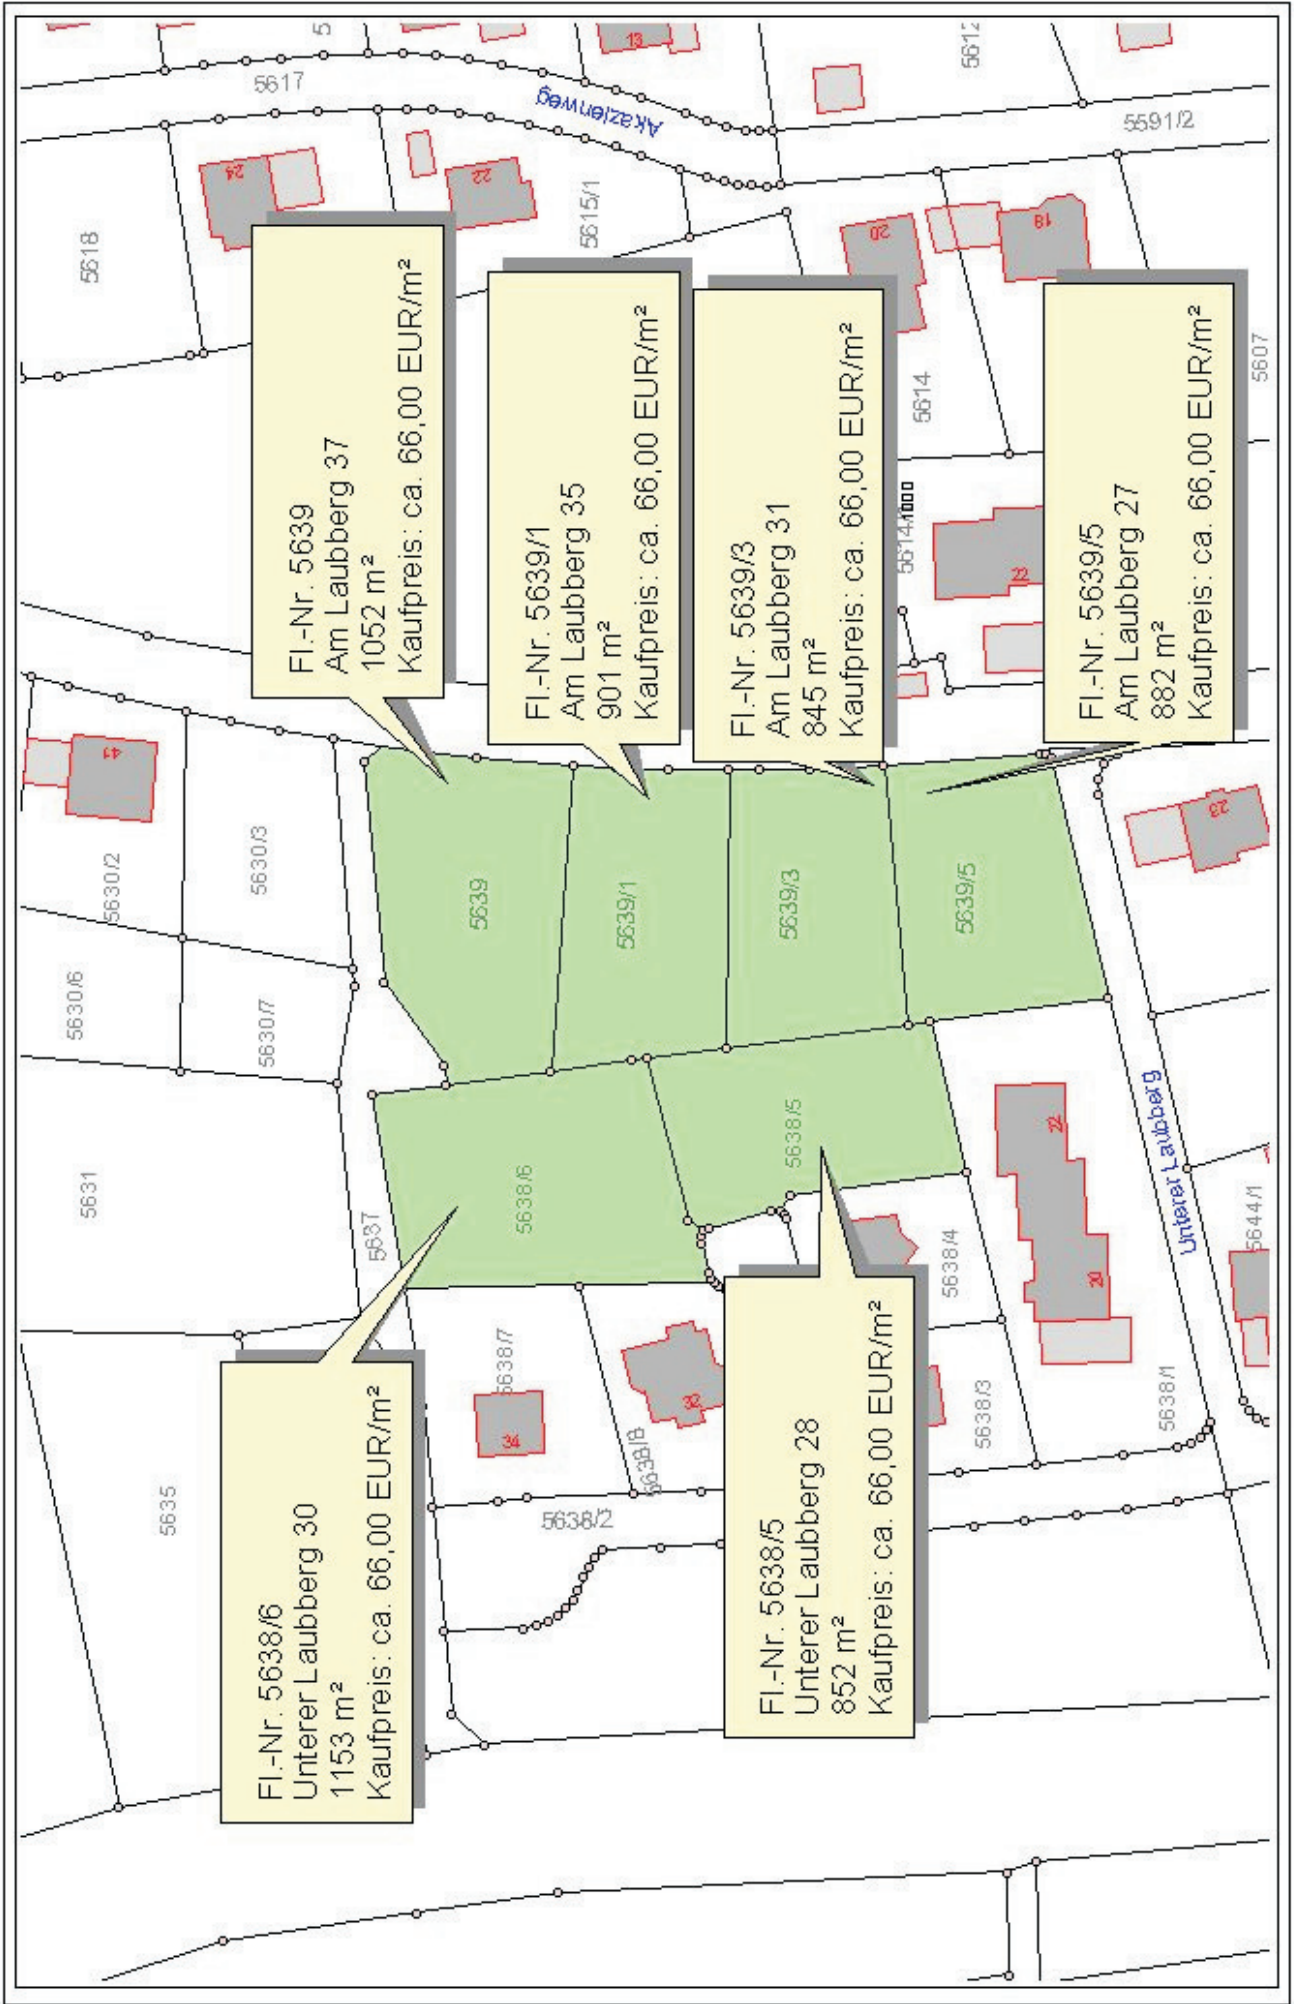 Fl.-Nr. 5638/6
Unterer Laubberg 30
1153 m²
Kaufpreis: ca. 66,00 EUR/m²
Fl.-Nr. 5638/5
Unterer Laubberg 28
852 m²
Kaufpreis: ca. 66,00 EUR/m²
Fl.-Nr. 5639
Am Laubberg 37
1052 m²
Kaufpreis: ca. 66,00 EUR/m²
Fl.-Nr. 5639/1
Am Laubberg 35
901 m²
Kaufpreis: ca. 66,00 EUR/m²
Fl.-Nr. 5639/3
Am Laubberg 31
845 m²
Kaufpreis: ca. 66,00 EUR/m²
Fl.-Nr. 5639/5
Am Laubberg 27
882 m²
Kaufpreis: ca. 66,00 EUR/m²
5635
5631
5630/6
5630/2
5618
5630/7
5630/3
5617
5637
5638/7
5638/6
5639
5638/2
5638/8
5639/1
5615/1
5638/5
5639/3
5638/4
5638/3
5639/5
5614
5612
5638/1
5644/1
5607
5591/2
Akazienweg
Unterer Laubberg
41
24
22
13
20
18
34
32
22
20
22
23
1000